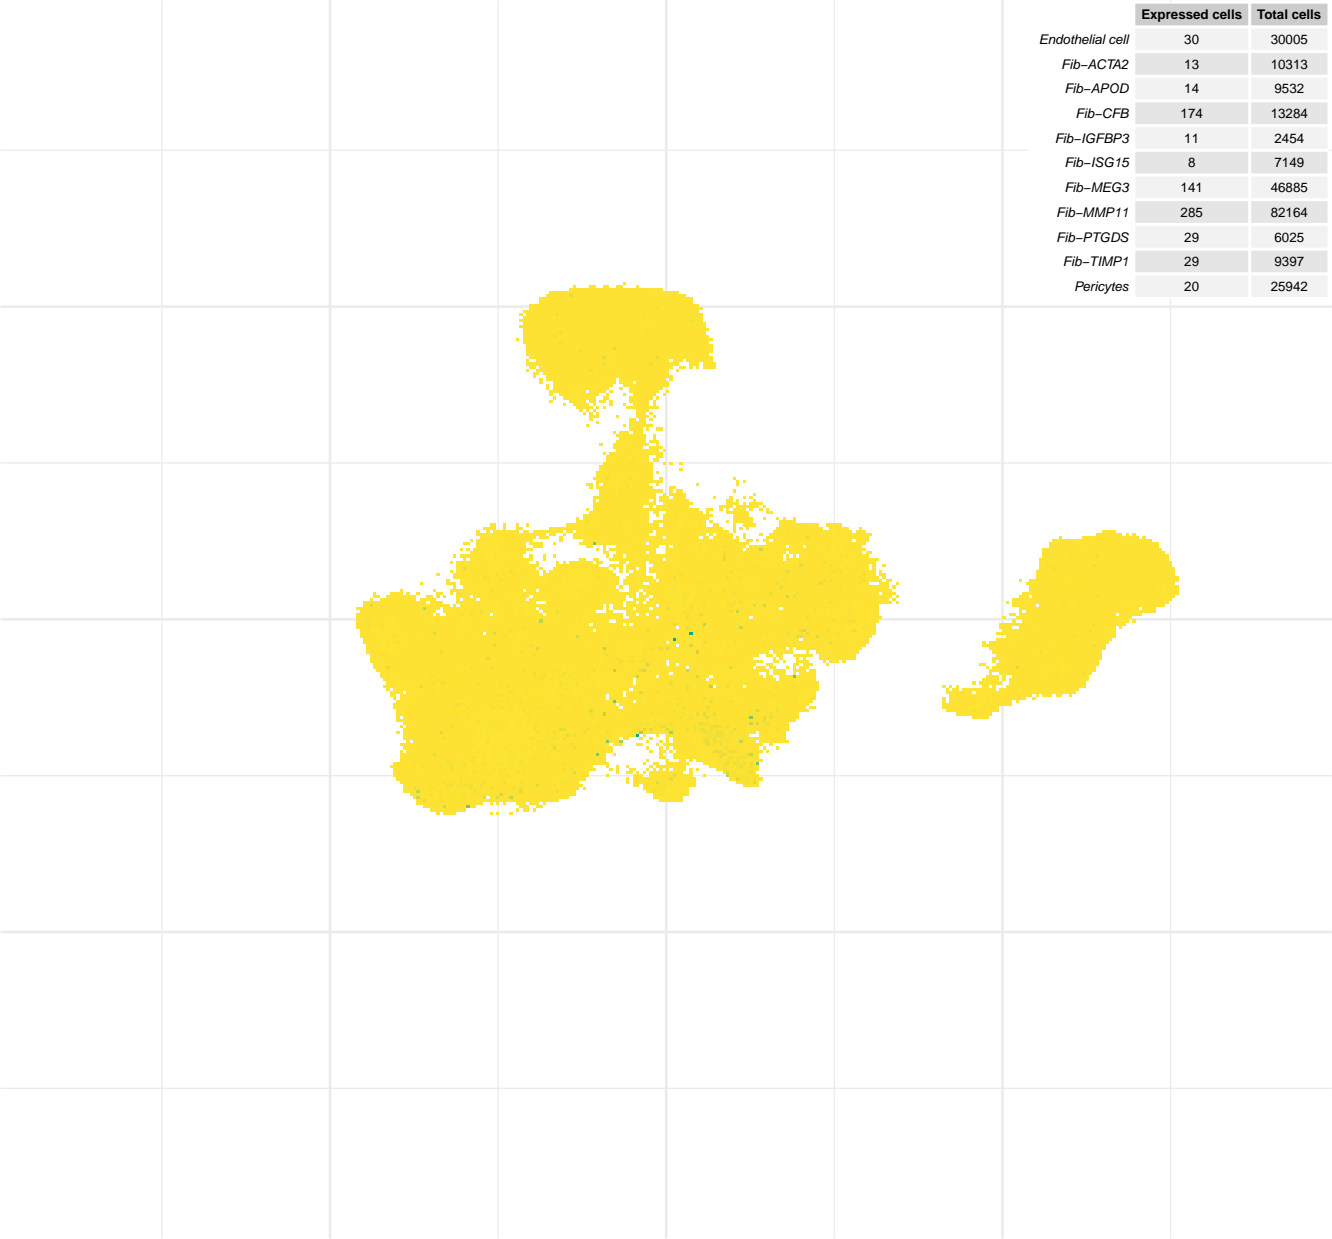 Expressed cells Total cells
Endothelial cell 30 30005
Fib−ACTA2 13 10313
Fib−APOD 14 9532
Fib−CFB 174 13284
Fib−IGFBP3 11 2454
Fib−ISG15 8 7149
Fib−MEG3 141 46885
Fib−MMP11 285 82164
Fib−PTGDS 29 6025
Fib−TIMP1 29 9397
Pericytes 20 25942